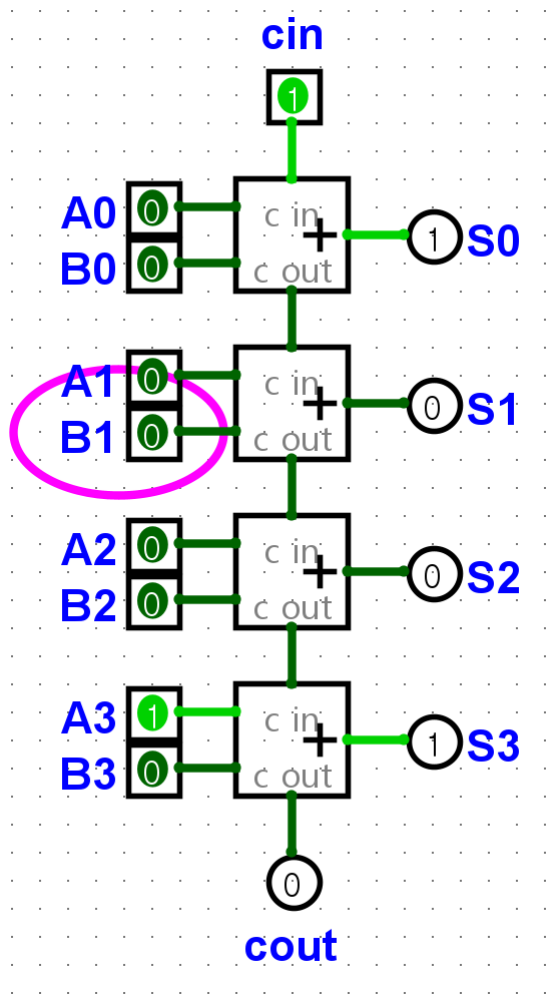 cin
1
A0 0 c in 1 S0
B0 0 + c out
A1 0 c in 0 S1
B1 0 + c out
A2 0 c in 0 S2
B2 0 + c out
A3 1 c in 1 S3
B3 0 + c out
0
cout